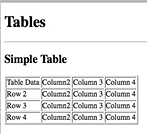 Tables
Simple Table
Table Data Column2 Column 3 Column 4
Row 2 Column2 Column 3 Column 4
Row 3 Column2 Column 3 Column 4
Row 4 Column2 Column 3 Column 4